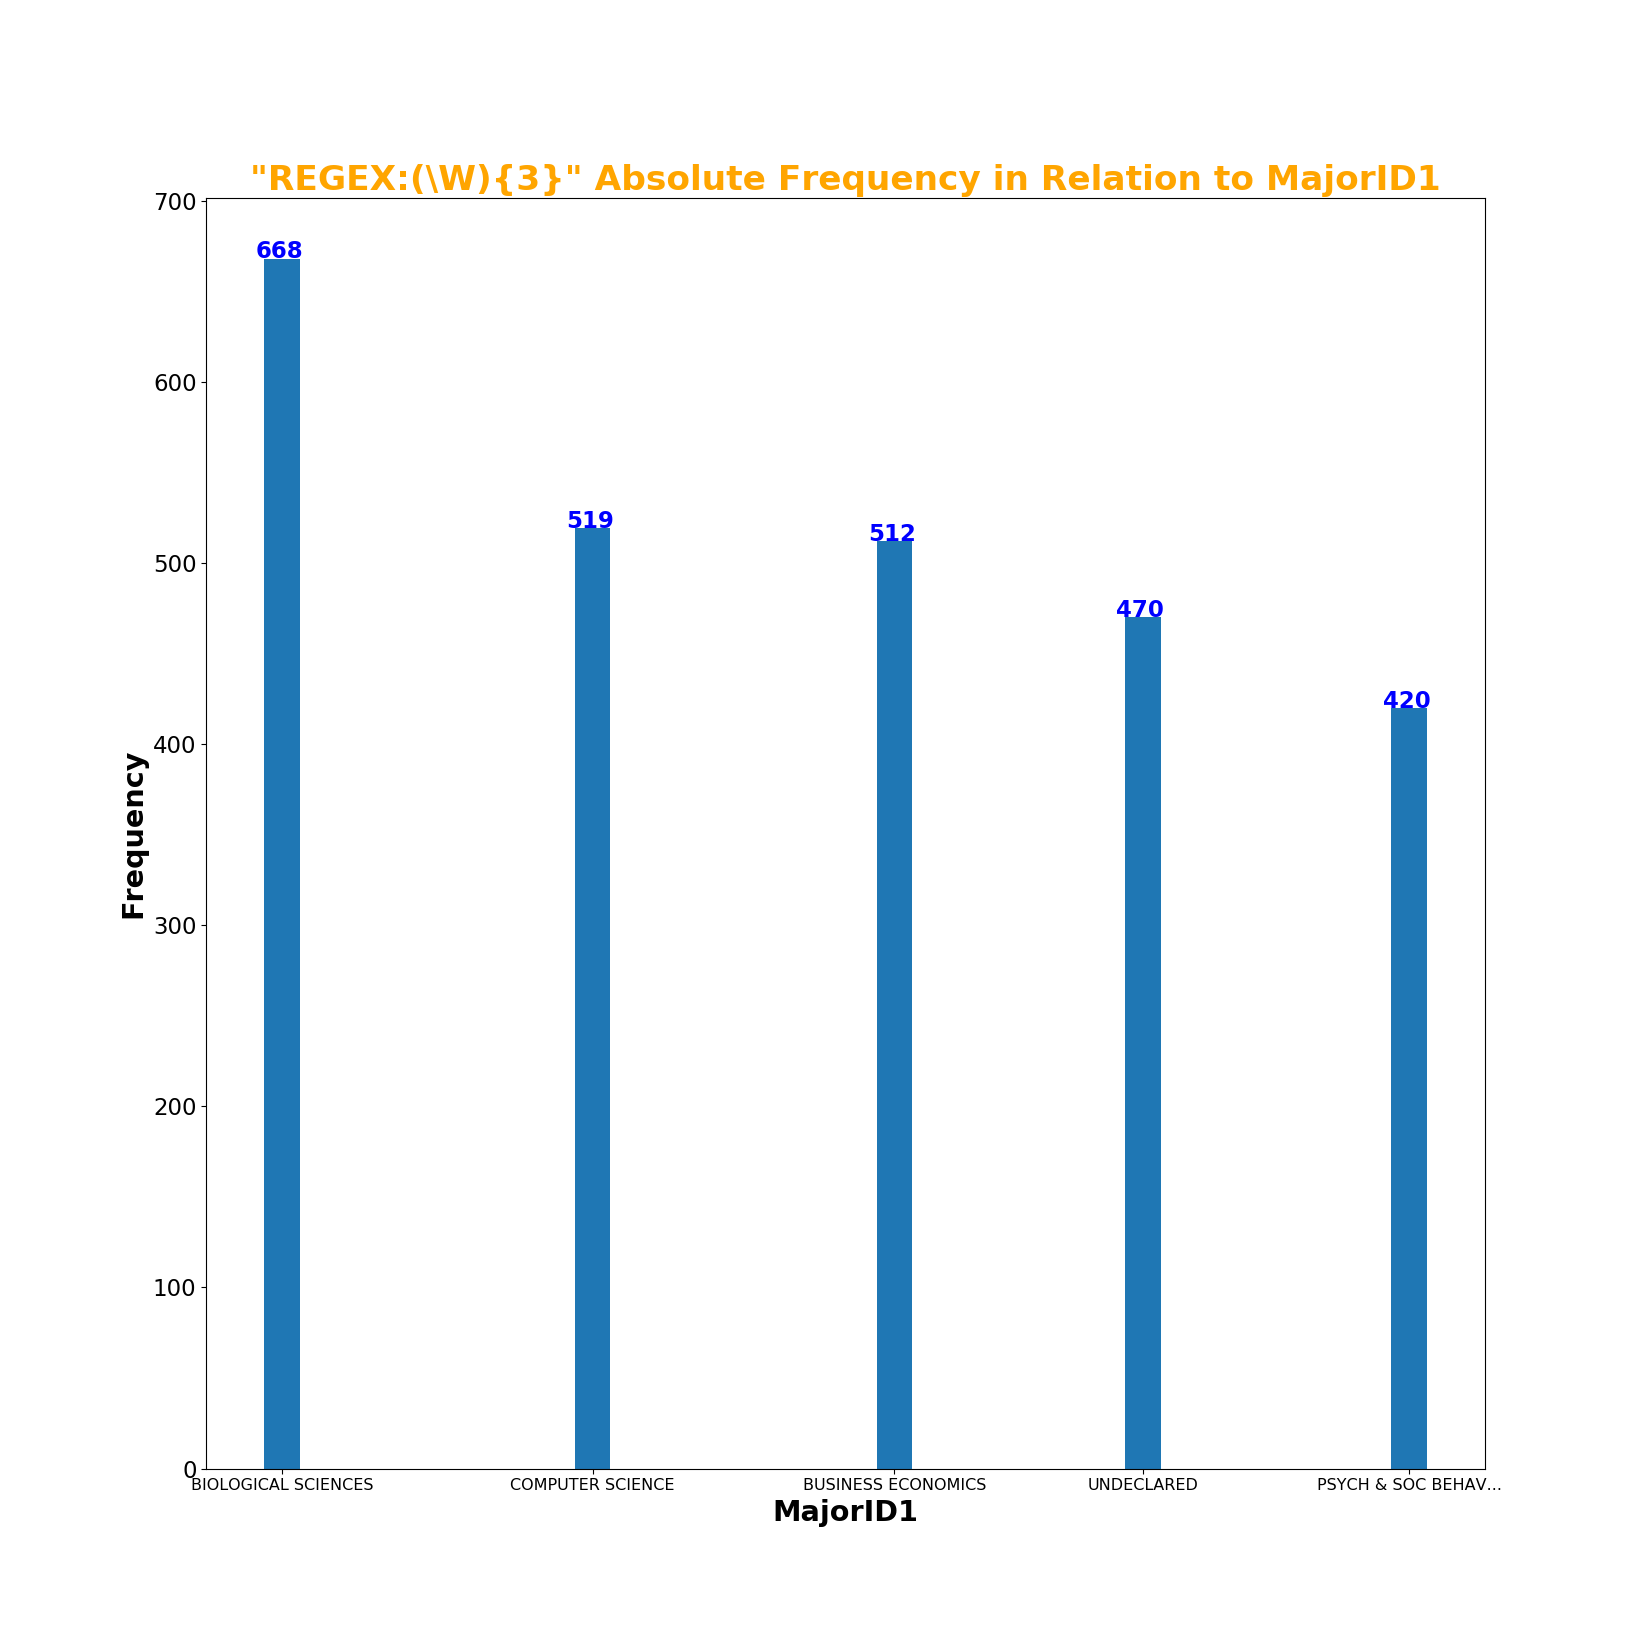 "REGEX:(\W){3}" Absolute Frequency in Relation to MajorID1
700
600
500
400
300
200
100
0
Frequency
668
519
512
470
420
BIOLOGICAL SCIENCES
COMPUTER SCIENCE
BUSINESS ECONOMICS
UNDECLARED
PSYCH & SOC BEHAV...
MajorID1